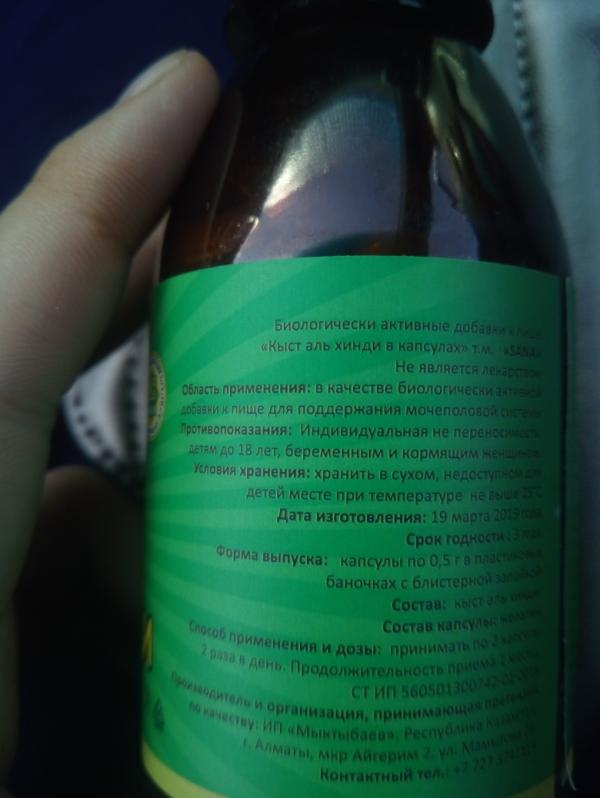 Биологически активные добавки к пище
«Кыст аль хинди в капсулах» т.м. «SANA»
Не является лекарством
Область применения: в качестве биологически активной
добавки к пище для поддержания мочеполовой системы
Противопоказания: Индивидуальная не переносимость,
детям до 18 лет, беременным и кормящим женщинам.
Условия хранения: хранить в сухом, недоступном для
детей месте при температуре не выше 25°С
Дата изготовления: 19 марта 2019 года
Срок годности : 3 года
Форма выпуска: капсулы по 0,5 г в пластиковых
баночках с блистерной запайкой
Состав: кыст аль хинди
Состав капсулы: желатин
Способ применения и дозы: принимать по 2 капсулы
2 раза в день. Продолжительность приема 1 месяц.
СТ ИП 560501300742-01-
Производитель и организация, принимающая претензии
по качеству: ИП «Мыктыбаев», Республика Казахстан,
г. Алматы, мкр Айгерим 2, ул. Мамытова
Контактный тел.: +7 727